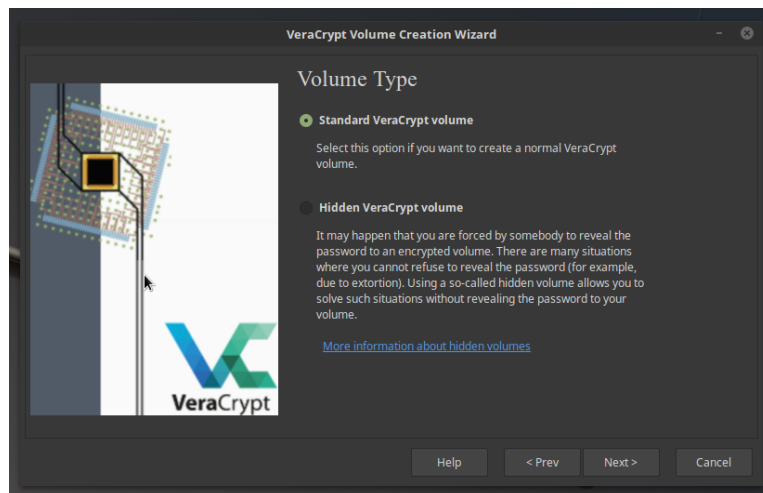 VeraCrypt Volume Creation Wizard
Volume Type
Standard VeraCrypt volume
Select this option if you want to create a normal VeraCrypt
volume.
Hidden VeraCrypt volume
It may happen that you are forced by somebody to reveal the
password to an encrypted volume. There are many situations
where you cannot refuse to reveal the password (for example,
due to extortion). Using a so-called hidden volume allows you to
solve such situations without revealing the password to your
volume.
More information about hidden volumes
VC
VeraCrypt
Help
< Prev
Next >
Cancel